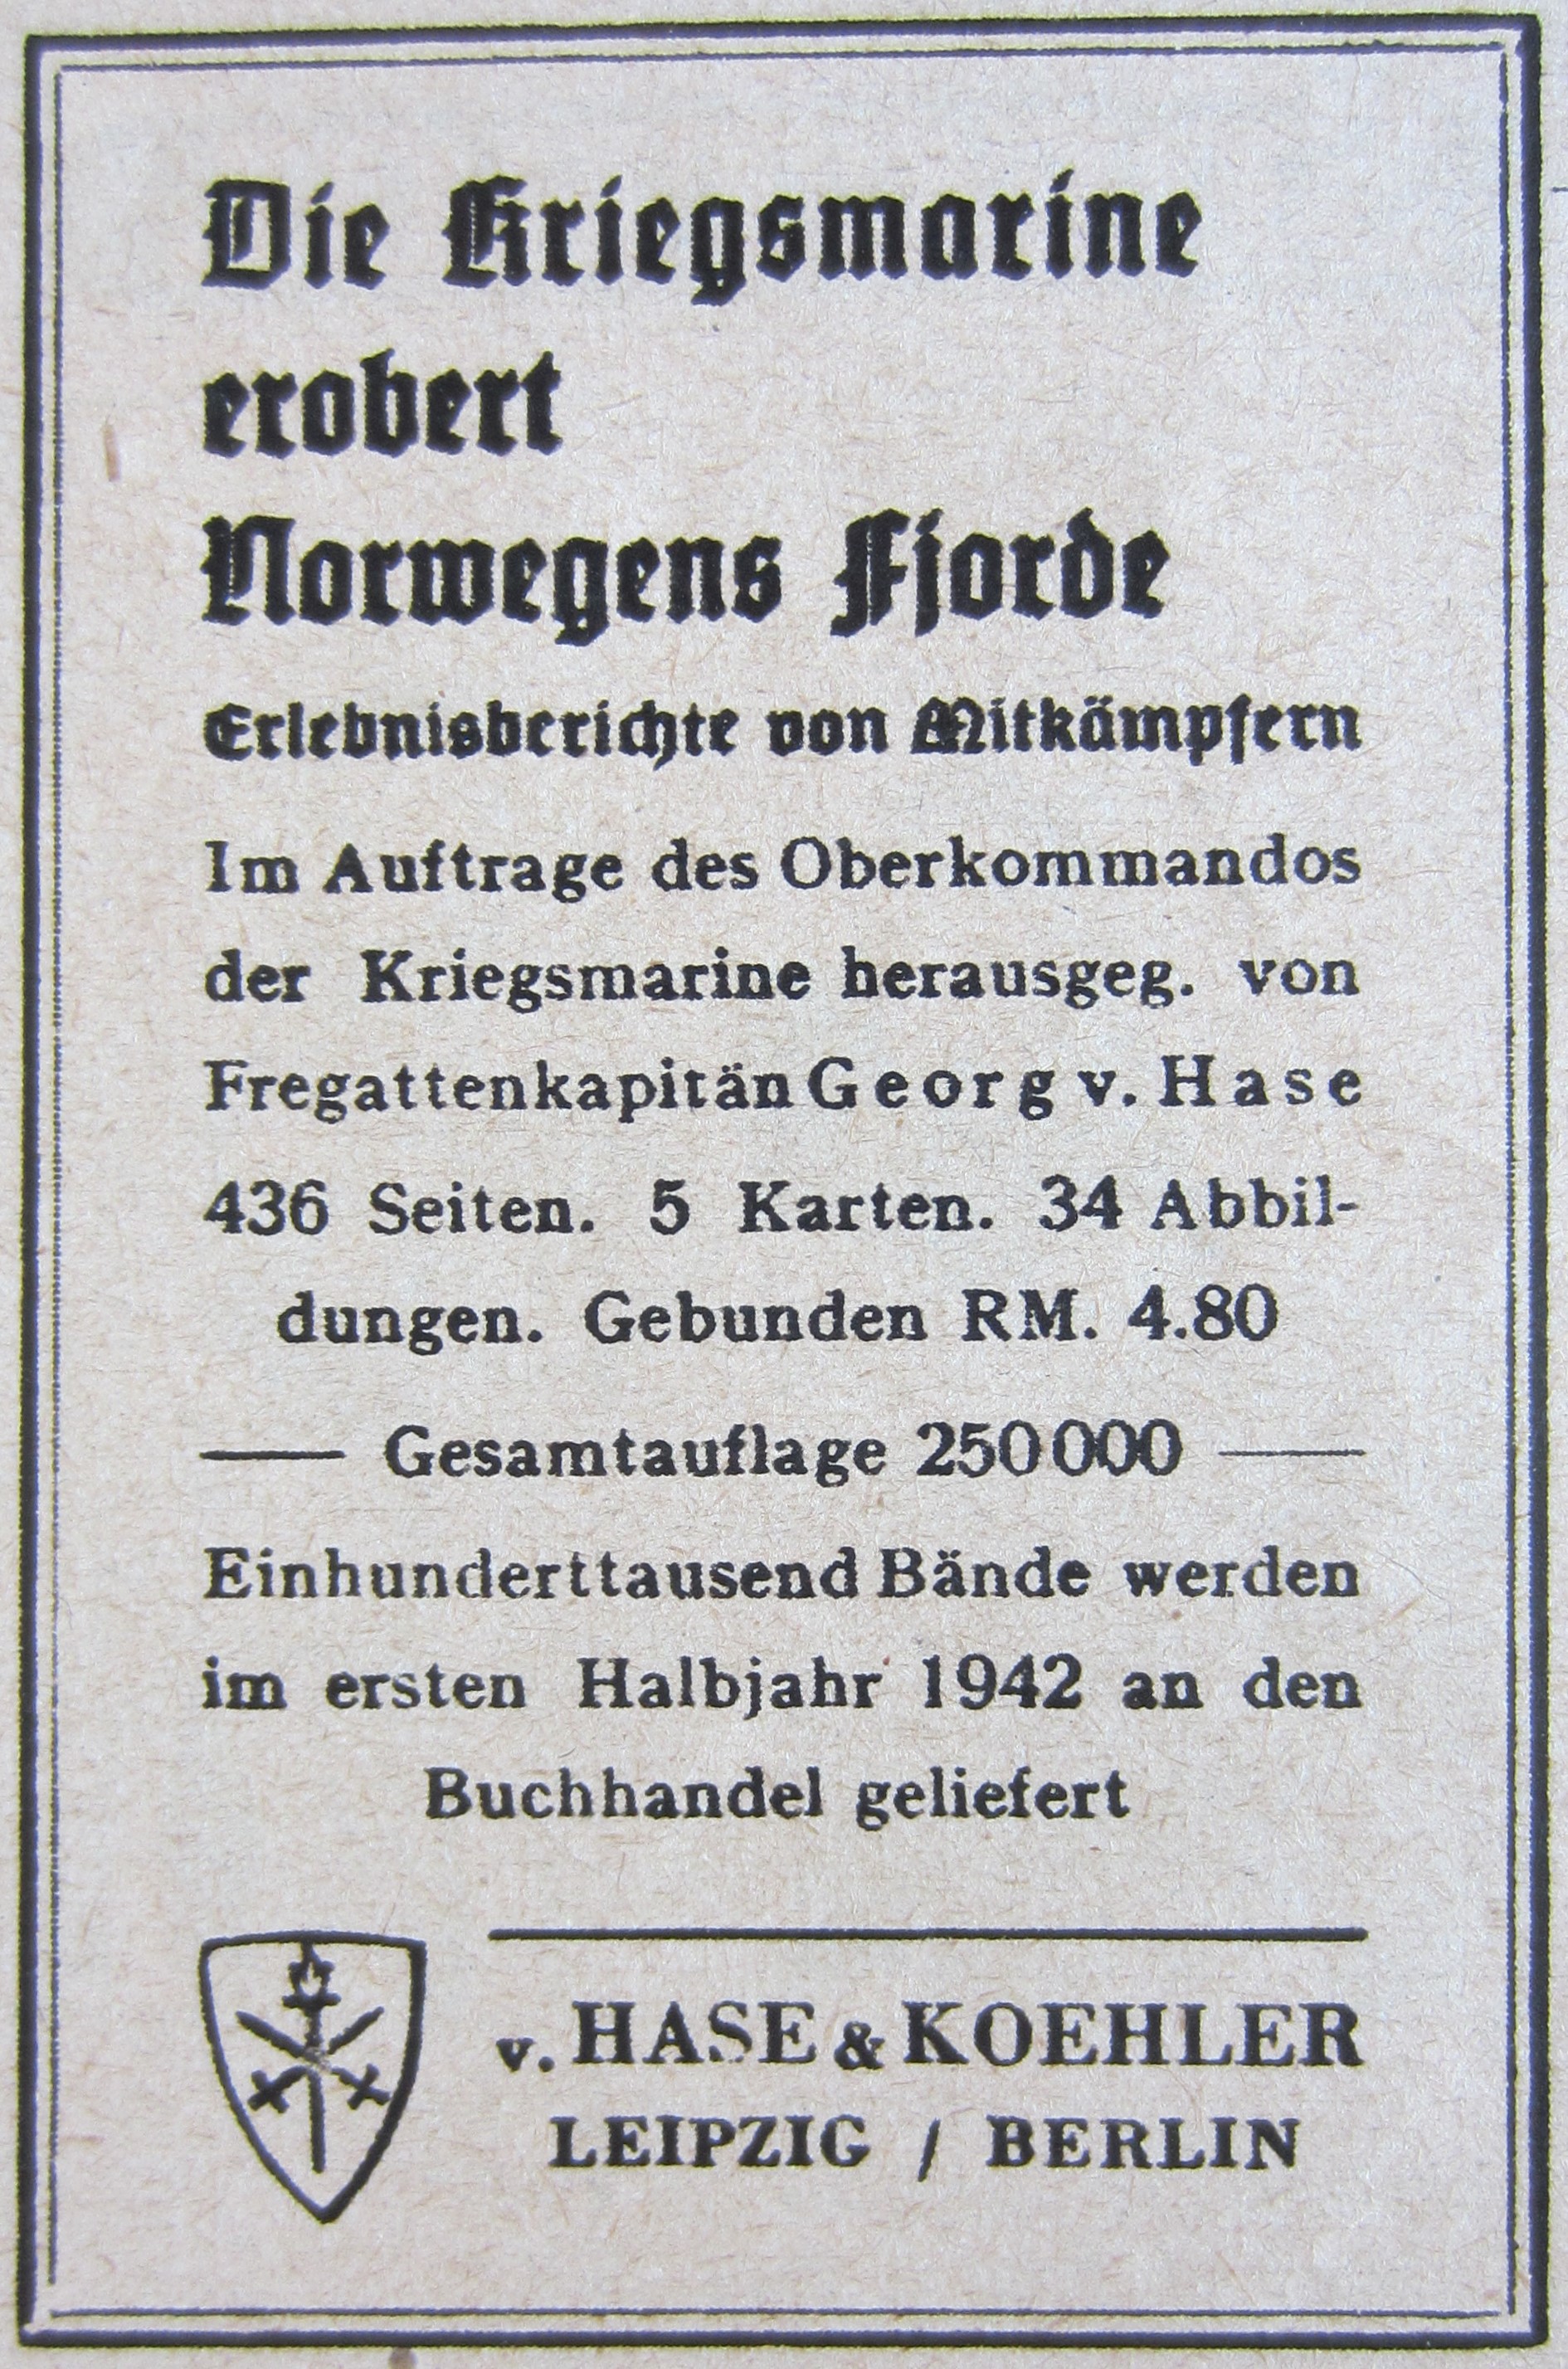 Die Kriegsmarine
erobert
Norwegens Fjorde
Erlebnisberichte von Mitkämpfern
Im Auftrage des Oberkommandos
der Kriegsmarine herausgeg. von
Fregattenkapitän Georg v. Hase
436 Seiten. 5 Karten. 34 Abbil-
dungen. Gebunden RM. 4.80
— Gesamtauflage 250 000 —
Einhunderttausend Bände werden
im ersten Halbjahr 1942 an den
Buchhandel geliefert
v. HASE & KOEHLER
LEIPZIG / BERLIN